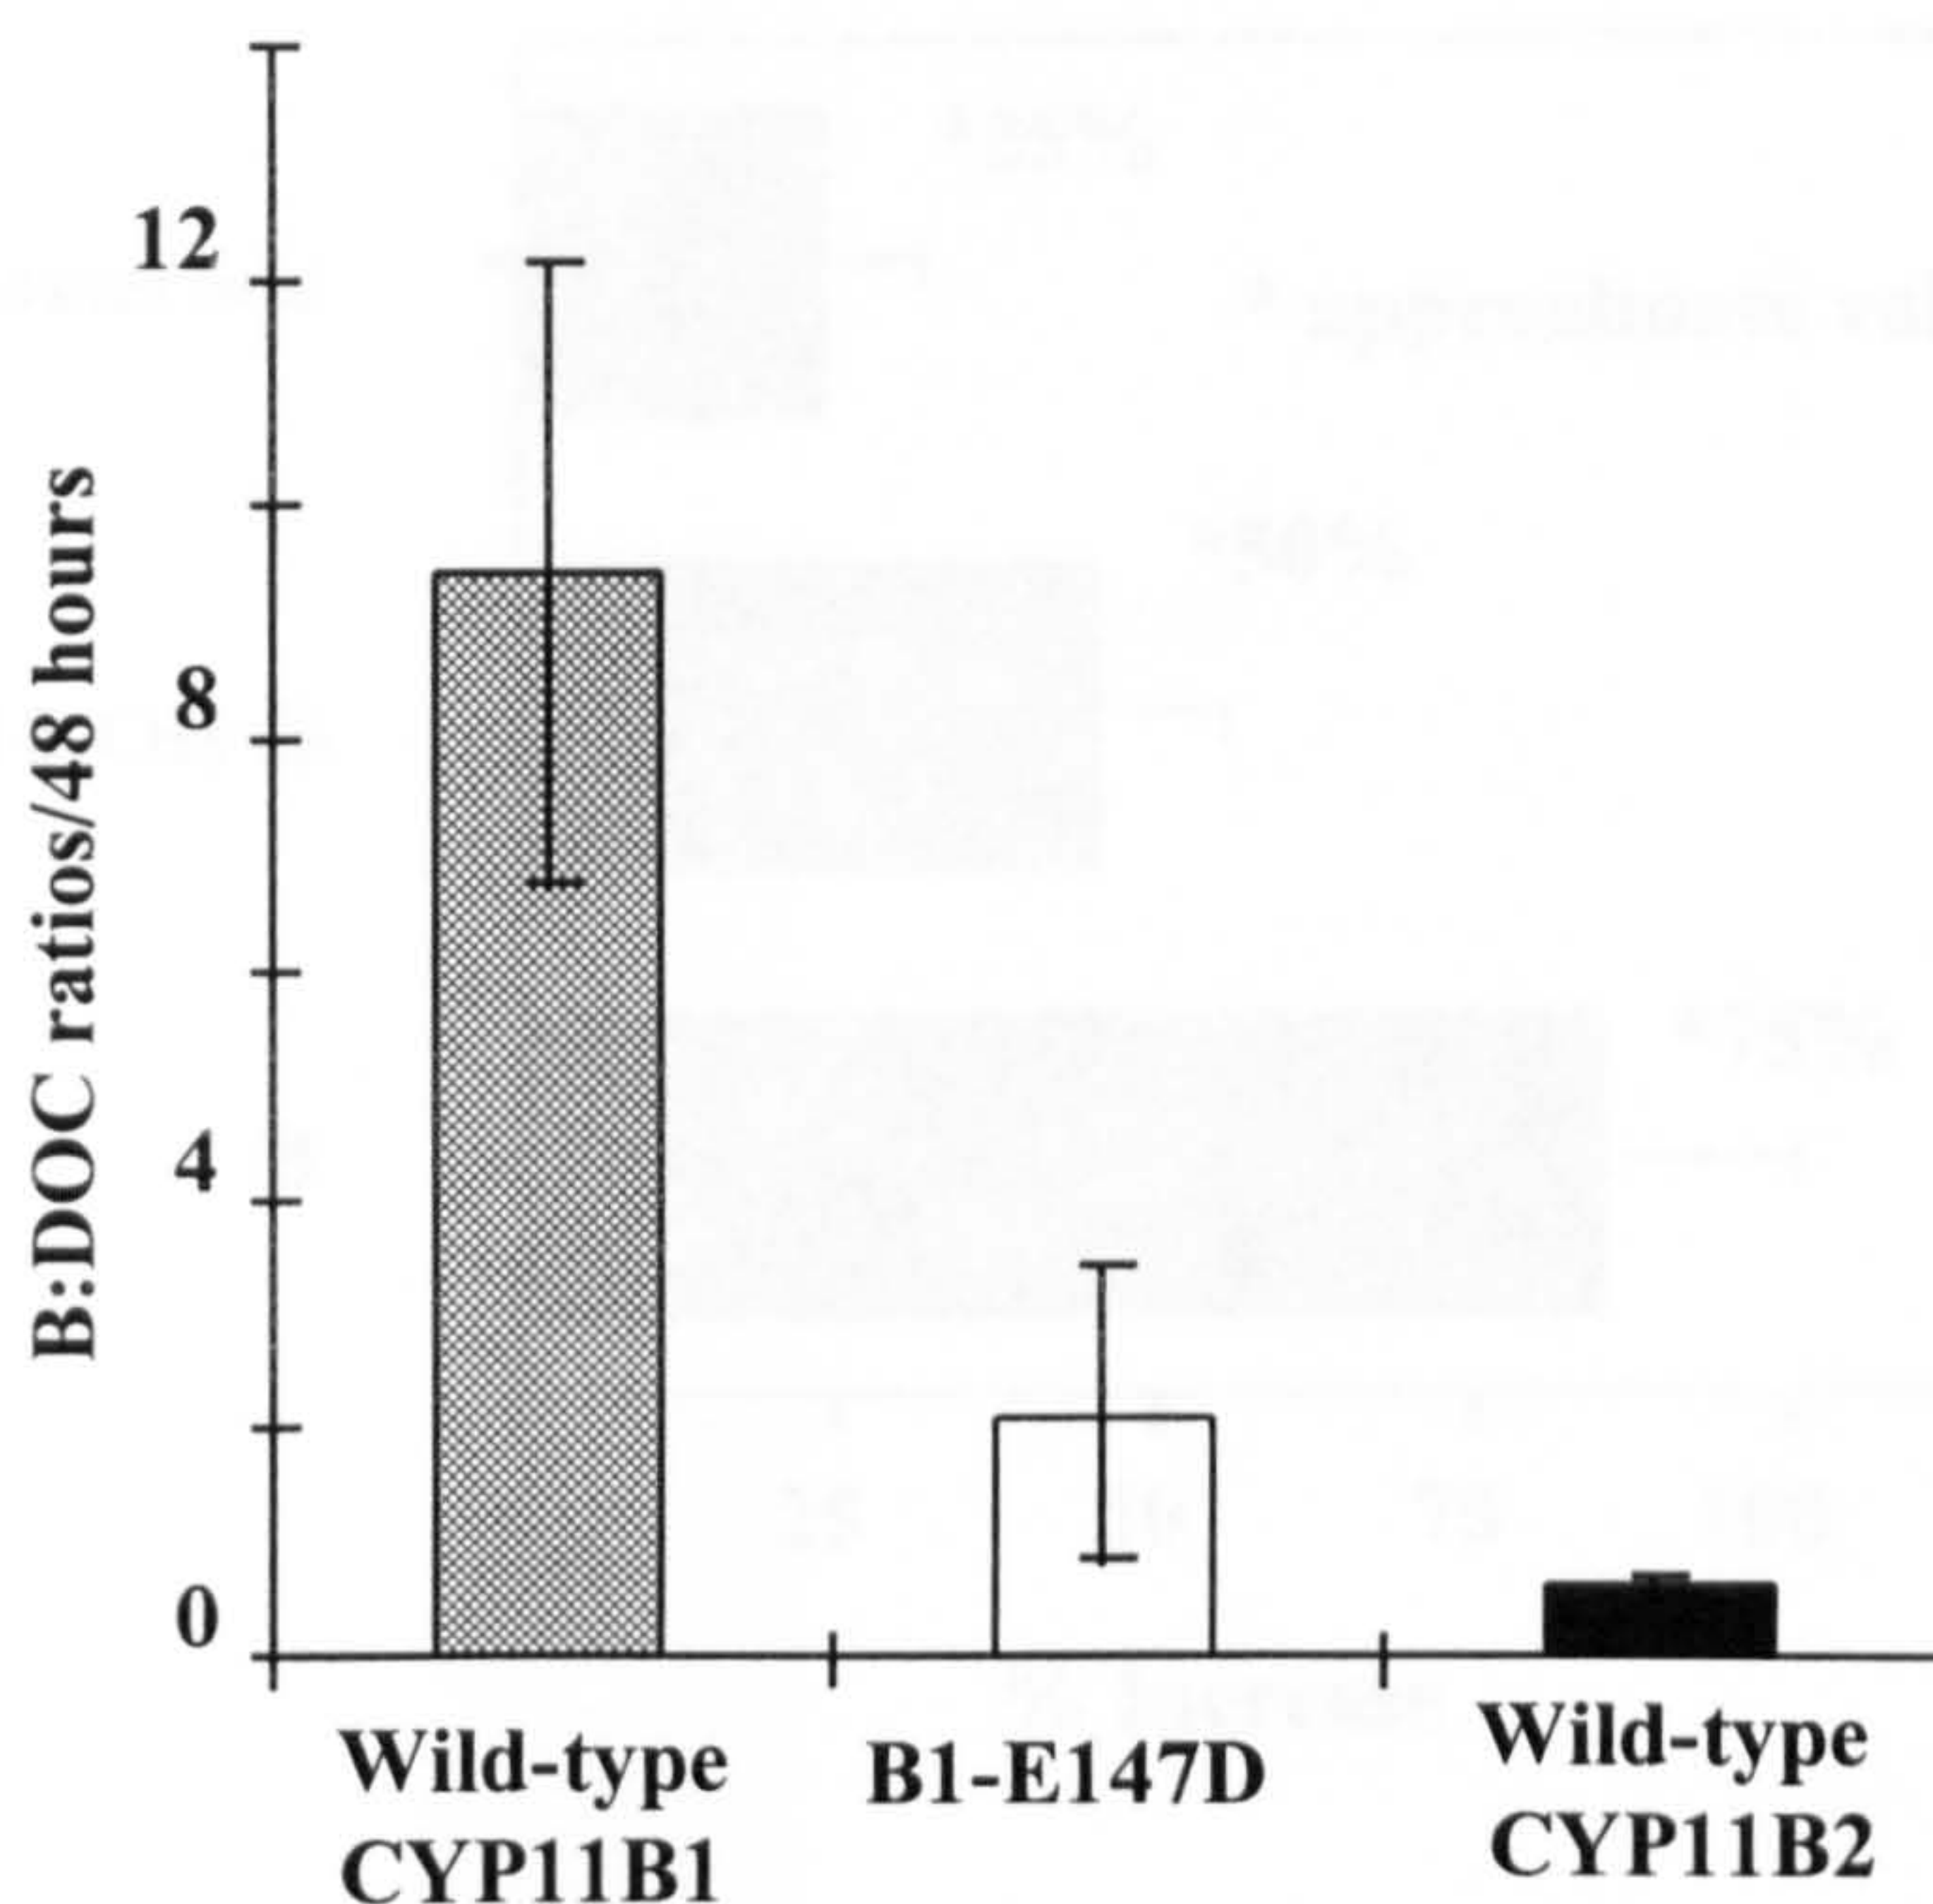 B:DOC ratios/48 hours
12
8
4
0
Wild-type
CYP11B1
B1-E147D
Wild-type
CYP11B2